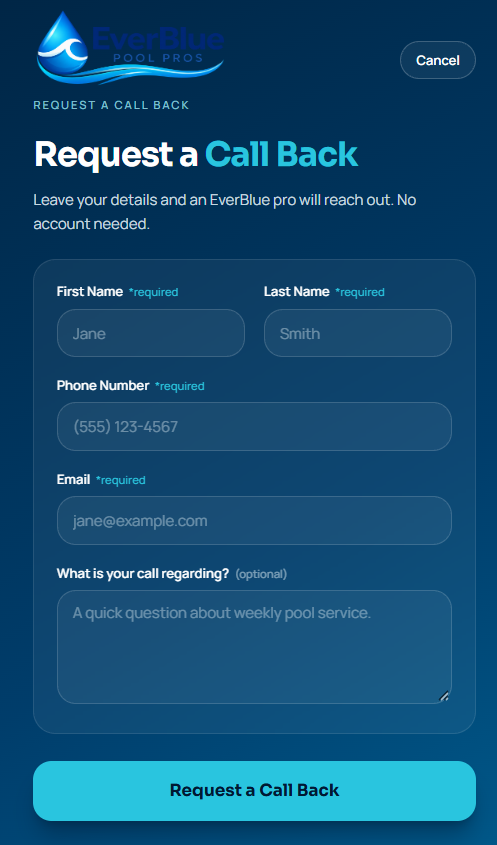 EverBlue
POOL PROS
Cancel
REQUEST A CALL BACK
Request a Call Back
Leave your details and an EverBlue pro will reach out. No
account needed.
First Name *required
Last Name *required
Jane
Smith
Phone Number *required
(555) 123-4567
Email *required
jane@example.com
What is your call regarding? (optional)
A quick question about weekly pool service.
Request a Call Back